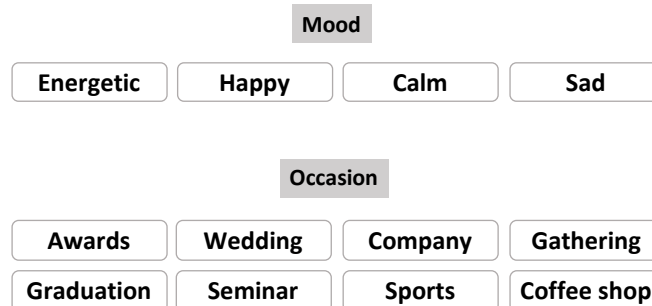 Mood
Energetic Happy Calm Sad
Occasion
Awards Wedding Company Gathering
Graduation Seminar Sports Coffee shop